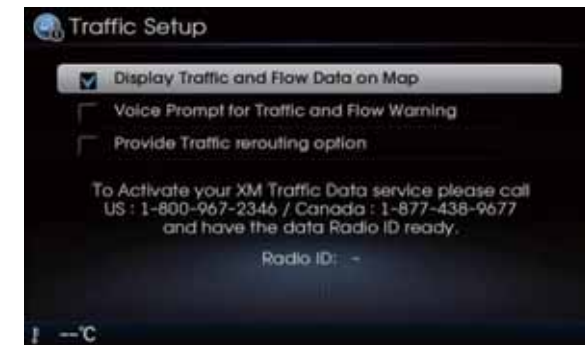 Traffic Setup
Display Traffic and Flow Data on Map
Voice Prompt for Traffic and Flow Warning
Provide Traffic rerouting option
To Activate your XM Traffic Data service please call
US : 1-800-967-2346 / Canada : 1-877-438-9677
and have the data Radio ID ready.
Radio ID: -
--°C